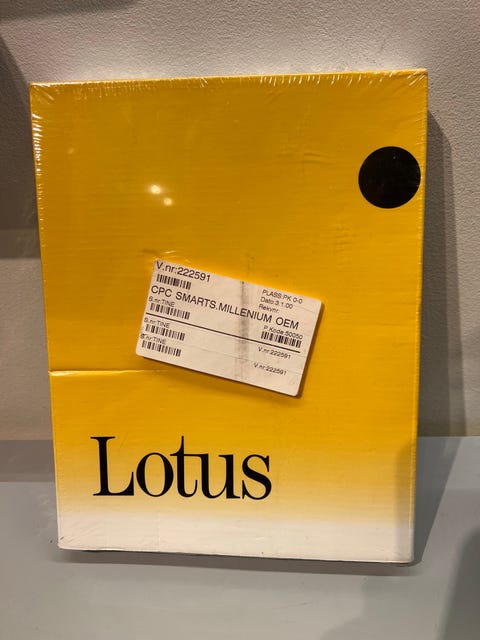 V.nr:222591
PLASS:PK 0-0
Dato:3.1.00
Rekvnr:
CPC SMARTS.MILLENIUM OEM
S.nr:TINE
P.Kode:50050
S.nr:TINE
V.nr:222591
S.nr:TINE
V.nr:222591
Lotus